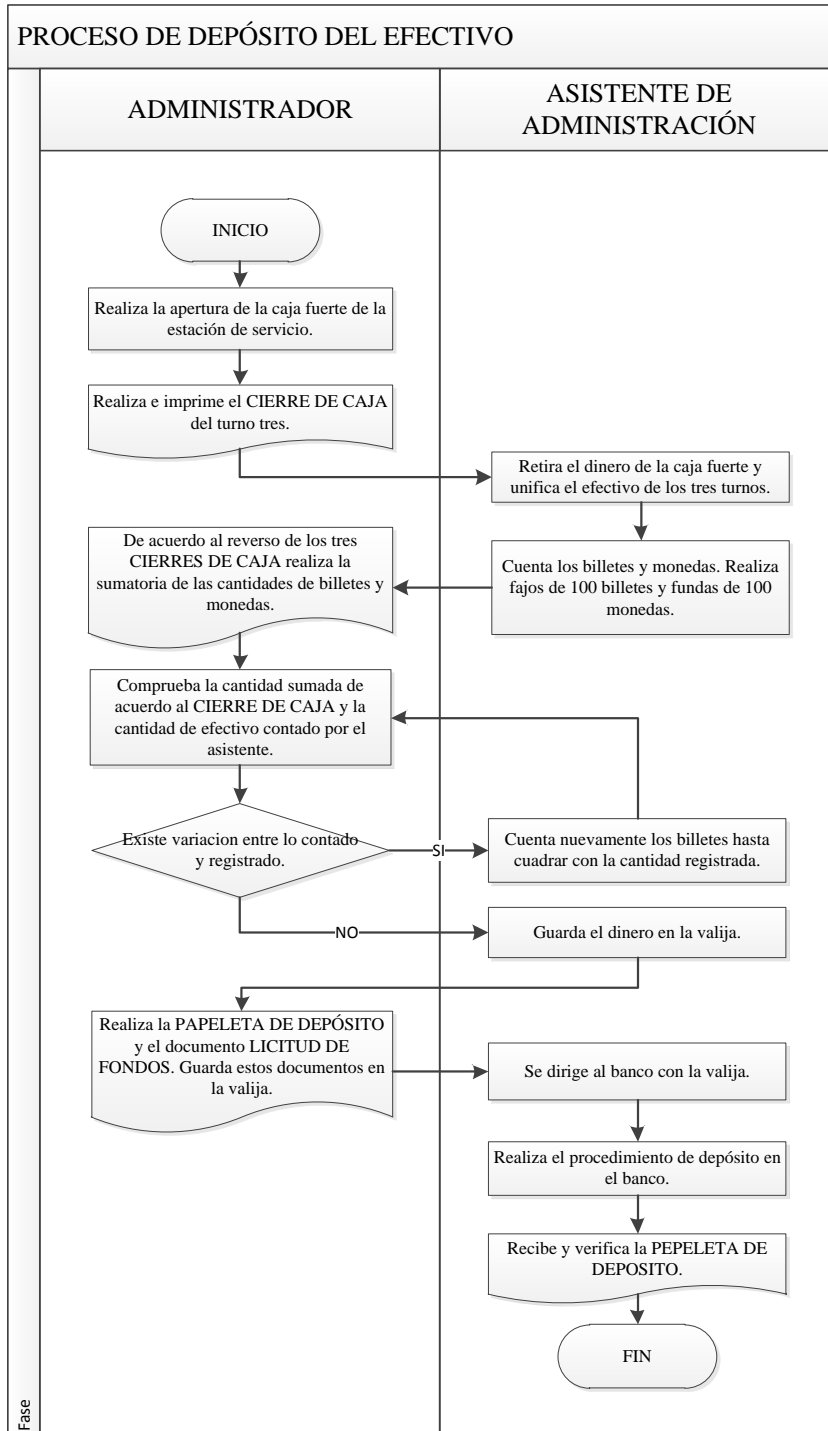 PROCESO DE DEPÓSITO DEL EFECTIVO
ADMINISTRADOR
ASISTENTE DE
ADMINISTRACIÓN
INICIO
Realiza la apertura de la caja fuerte de la
estación de servicio.
Realiza e imprime el CIERRE DE CAJA
del turno tres.
Retira el dinero de la caja fuerte y
unifica el efectivo de los tres turnos.
Cuenta los billetes y monedas. Realiza
fajos de 100 billetes y fundas de 100
monedas.
De acuerdo al reverso de los tres
CIERRES DE CAJA realiza la
sumatoria de las cantidades de billetes y
monedas.
Comprueba la cantidad sumada de
acuerdo al CIERRE DE CAJA y la
cantidad de efectivo contado por el
asistente.
Existe variacion entre lo contado
y registrado.
SI
Cuenta nuevamente los billetes hasta
cuadrar con la cantidad registrada.
NO
Guarda el dinero en la valija.
Realiza la PAPELETA DE DEPÓSITO
y el documento LICITUD DE
FONDOS. Guarda estos documentos en
la valija.
Se dirige al banco con la valija.
Realiza el procedimiento de depósito en
el banco.
Recibe y verifica la PEPELETA DE
DEPOSITO.
FIN
Fase